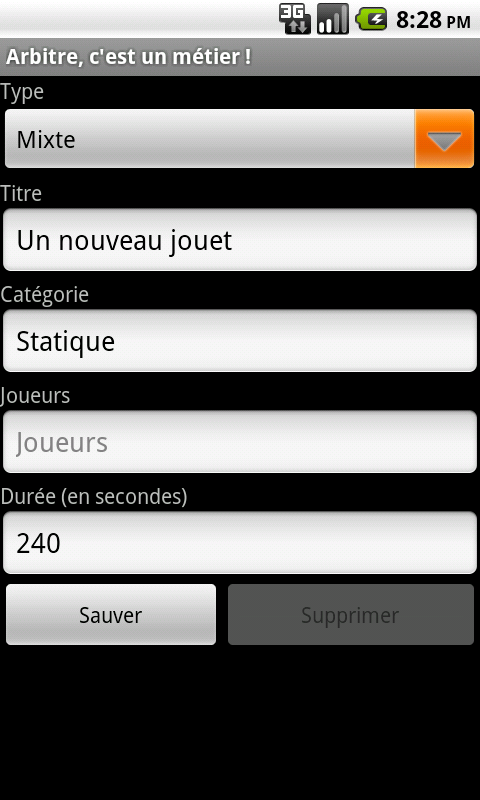 3G 8:28 PM
Arbitre, c'est un métier !
Type
Mixte
Titre
Un nouveau jouet
Catégorie
Statique
Joueurs
Joueurs
Durée (en secondes)
240
Sauver Supprimer